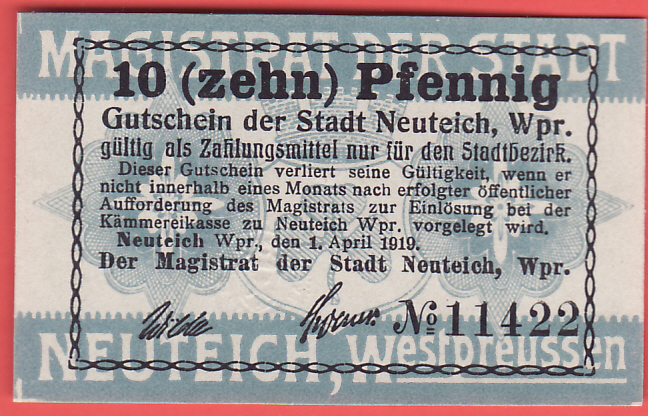 MAGISTRAT DER STADT
10 (zehn) Pfennig
Gutschein der Stadt Neuteich, Wpr.
gültig als Zahlungsmittel nur für den Stadtbezirk.
Dieser Gutschein verliert seine Gültigkeit, wenn er
nicht innerhalb eines Monats nach erfolgter öffentlicher
Aufforderung des Magistrats zur Einlösung bei der
Kämmereikasse zu Neuteich Wpr. vorgelegt wird.
Neuteich Wpr., den 1. April 1919.
Der Magistrat der Stadt Neuteich, Wpr.
№ 11422
NEUTEICH, Westpreussen